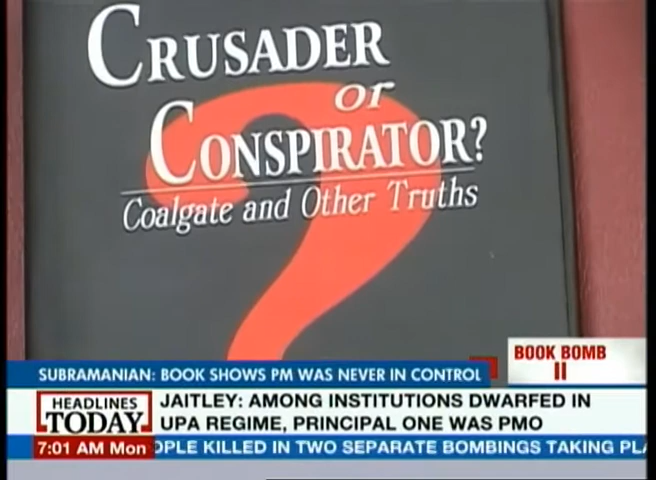 CRUSADER
or
CONSPIRATOR?
Coalgate and Other Truths
BOOK BOMB
II
SUBRAMANIAN: BOOK SHOWS PM WAS NEVER IN CONTROL
HEADLINES
TODAY
JAITLEY: AMONG INSTITUTIONS DWARFED IN
UPA REGIME, PRINCIPAL ONE WAS PMO
7:01 AM Mon
OPLE KILLED IN TWO SEPARATE BOMBINGS TAKING PLA